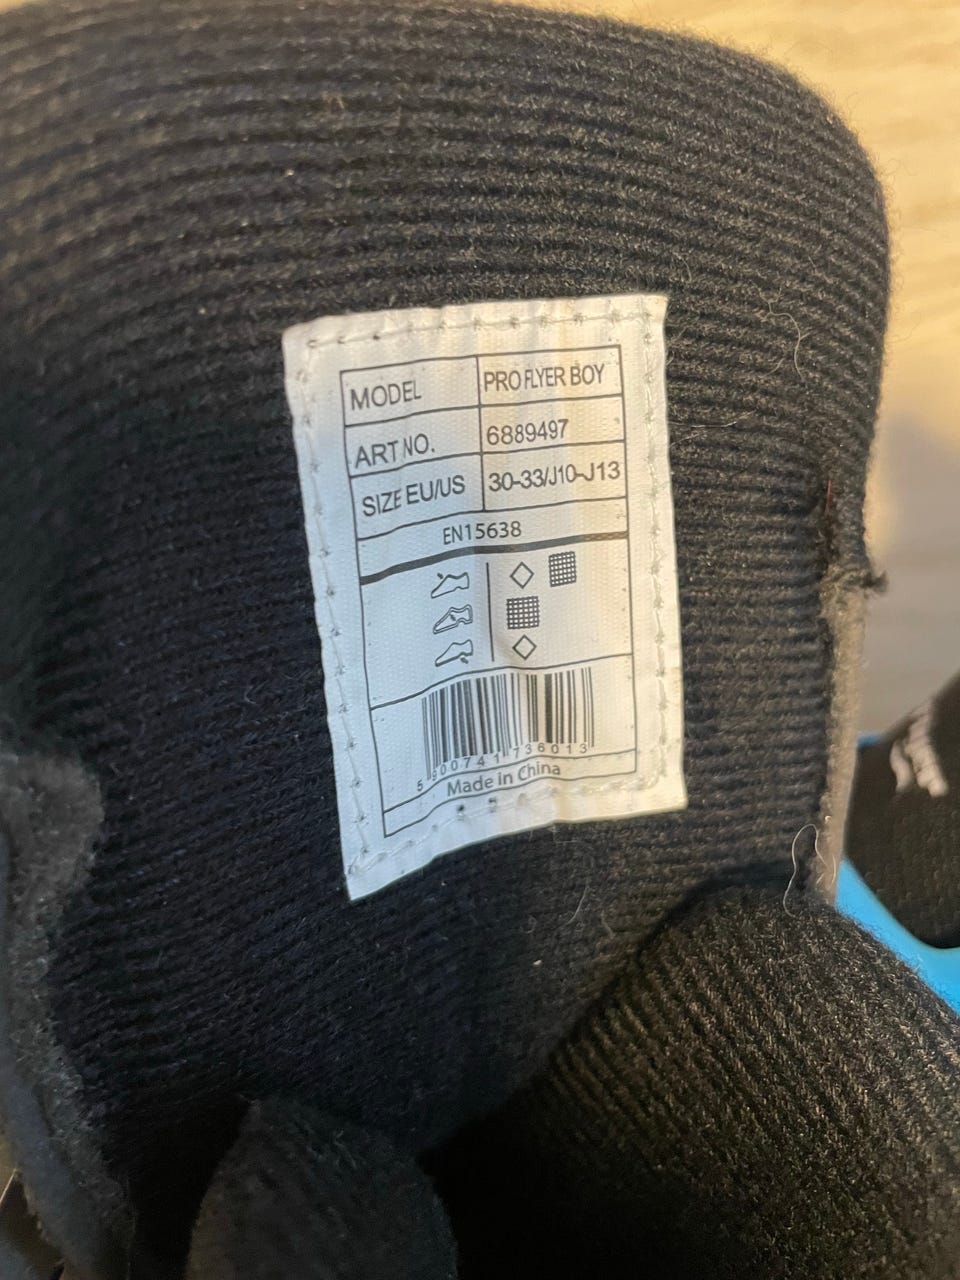 MODEL PRO FLYER BOY
ART NO. 6889497
SIZE EU/US 30-33/J10-J13
EN15638
5 900741 736013
Made in China